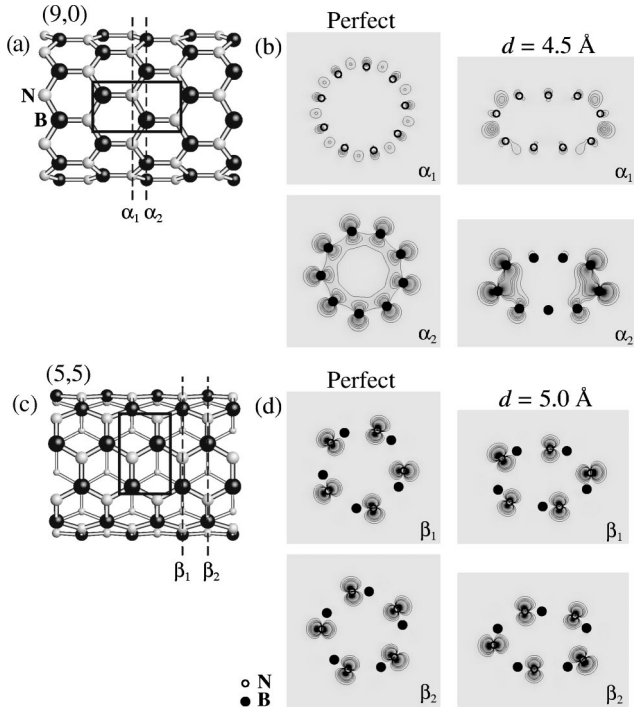 (9,0)
(a)
N
B
α1 α2
(b)
Perfect
d = 4.5 Å
α1
α1
α2
α2
(5,5)
(c)
β1 β2
(d)
Perfect
d = 5.0 Å
β1
β1
β2
β2
N
B